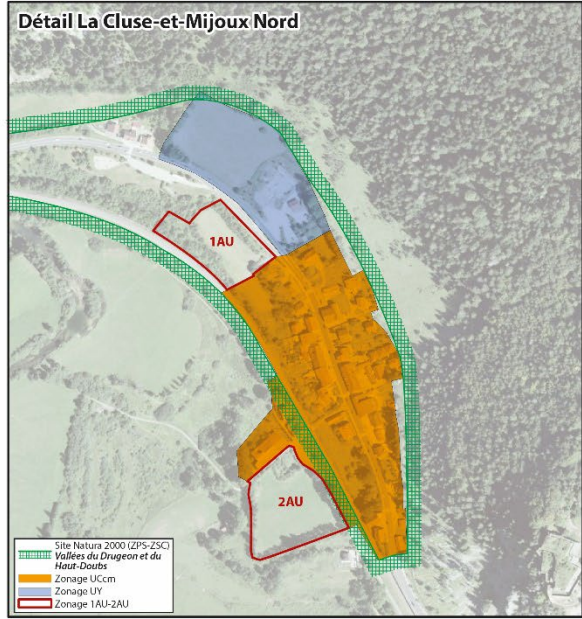 Détail La Cluse-et-Mijoux Nord
1AU
2AU
Site Natura 2000 (ZPS-ZSC)
Vallées du Drugeon et du
Haut-Doubs
Zonage UCcm
Zonage UY
Zonage 1AU-2AU